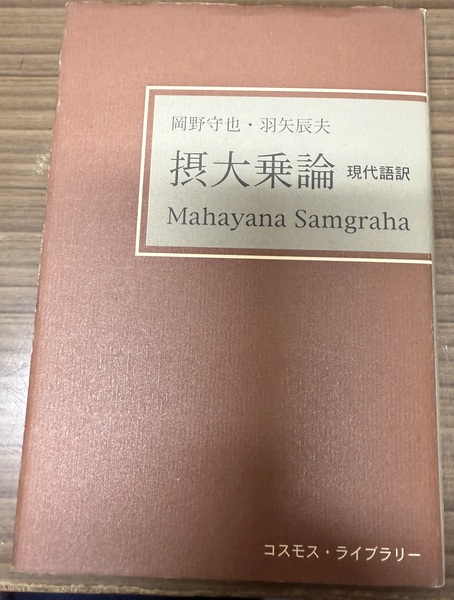 岡野守也・羽矢辰夫
摂大乗論 現代語訳
Mahayana Samgraha
コスモス・ライブラリー